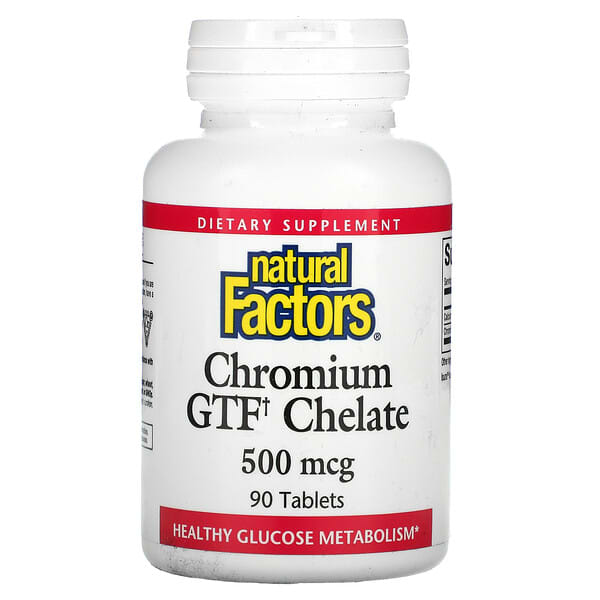 DIETARY SUPPLEMENT
natural
Factors®
Chromium
GTF† Chelate
500 mcg
90 Tablets
HEALTHY GLUCOSE METABOLISM*